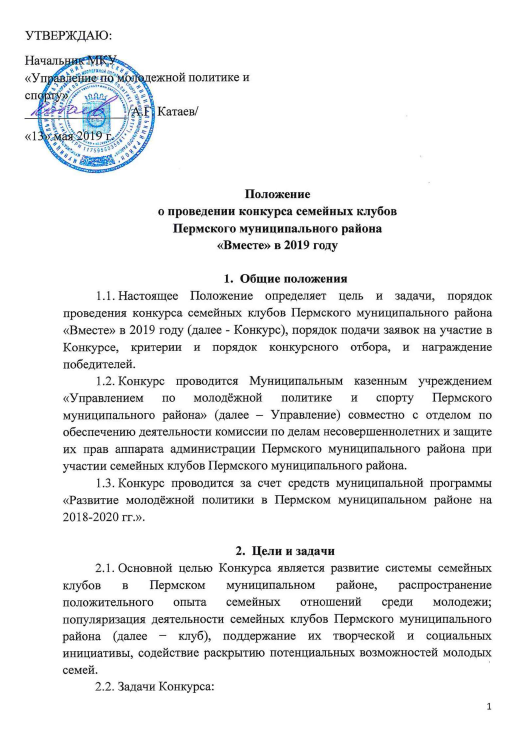 УТВЕРЖДАЮ:
Начальник МКУ
«Управление по молодежной политике и
спорту»
А.Г. Катаев/
«13» мая 2019 г.
Положение
о проведении конкурса семейных клубов
Пермского муниципального района
«Вместе» в 2019 году
1. Общие положения
1.1. Настоящее Положение определяет цель и задачи, порядок
проведения конкурса семейных клубов Пермского муниципального района
«Вместе» в 2019 году (далее - Конкурс), порядок подачи заявок на участие в
Конкурсе, критерии и порядок конкурсного отбора, и награждение
победителей.
1.2. Конкурс проводится Муниципальным казенным учреждением
«Управлением по молодёжной политике и спорту Пермского
муниципального района» (далее – Управление) совместно с отделом по
обеспечению деятельности комиссии по делам несовершеннолетних и защите
их прав аппарата администрации Пермского муниципального района при
участии семейных клубов Пермского муниципального района.
1.3. Конкурс проводится за счет средств муниципальной программы
«Развитие молодёжной политики в Пермском муниципальном районе на
2018-2020 гг.».
2. Цели и задачи
2.1. Основной целью Конкурса является развитие системы семейных
клубов в Пермском муниципальном районе, распространение
положительного опыта семейных отношений среди молодежи;
популяризация деятельности семейных клубов Пермского муниципального
района (далее – клуб), поддержание их творческой и социальных
инициативы, содействие раскрытию потенциальных возможностей молодых
семей.
2.2. Задачи Конкурса:
1